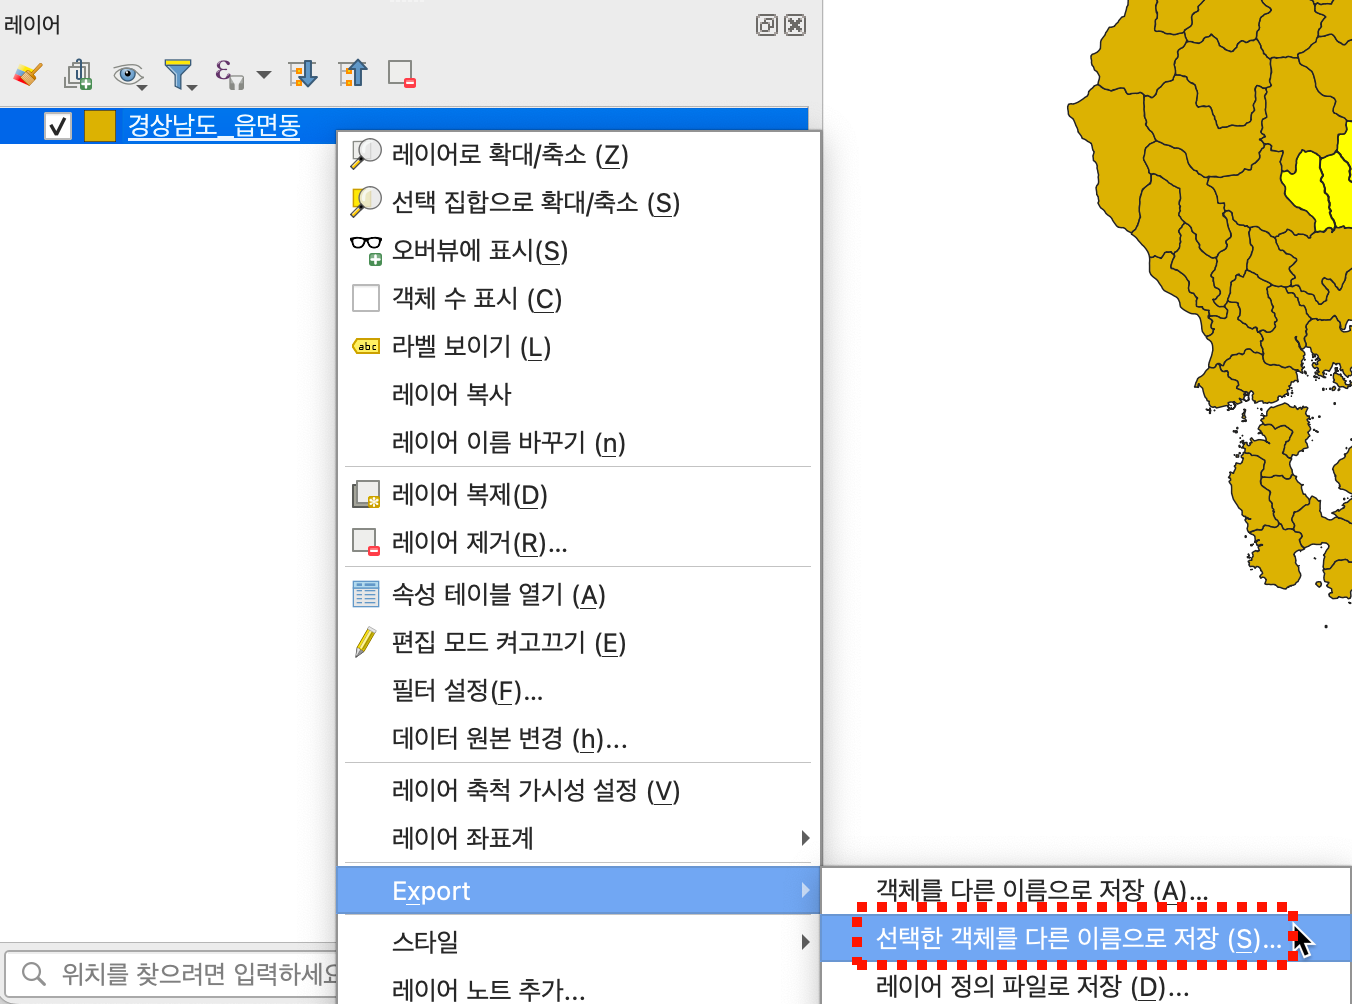 레이어
경상남도_읍면동
레이어로 확대/축소 (Z)
선택 집합으로 확대/축소 (S)
오버뷰에 표시(S)
객체 수 표시 (C)
abc
라벨 보이기 (L)
레이어 복사
레이어 이름 바꾸기 (n)
레이어 복제(D)
레이어 제거(R)...
속성 테이블 열기 (A)
편집 모드 켜고끄기 (E)
필터 설정(F)...
데이터 원본 변경 (h)...
레이어 축척 가시성 설정 (V)
레이어 좌표계
Export
스타일
레이어 노트 추가...
객체를 다른 이름으로 저장 (A)...
선택한 객체를 다른 이름으로 저장 (S)...
레이어 정의 파일로 저장 (D)...
위치를 찾으려면 입력하세요